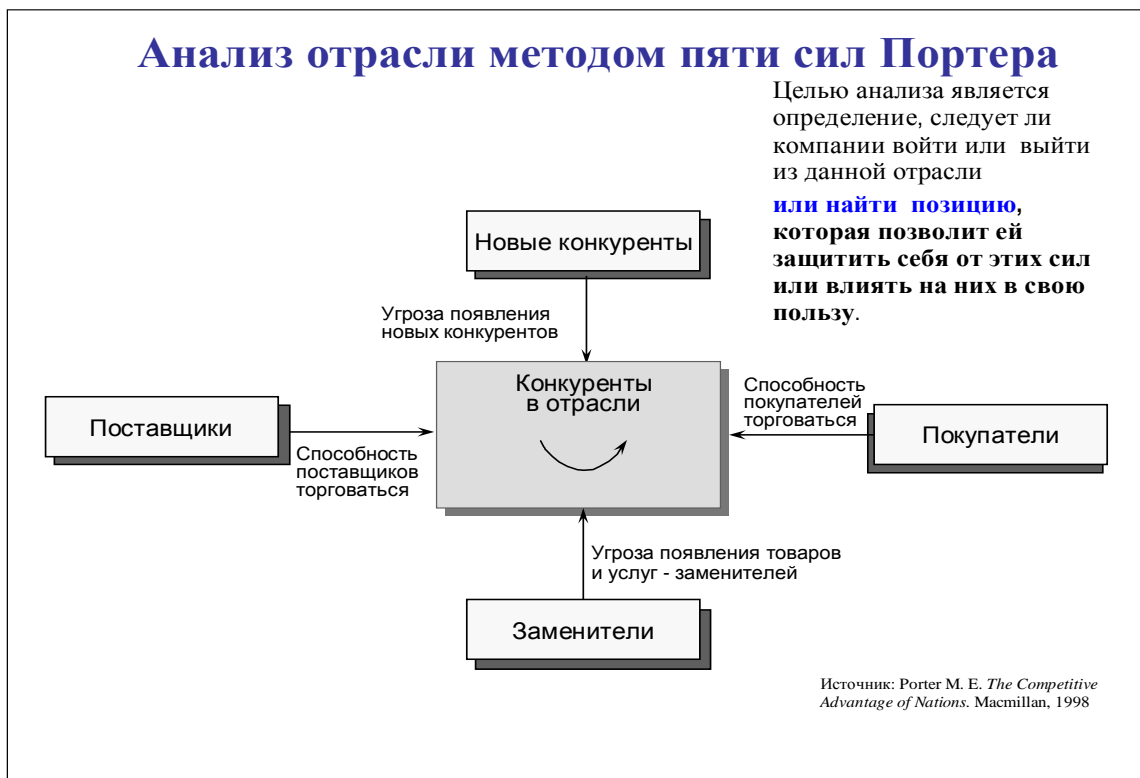 Анализ отрасли методом пяти сил Портера
Целью анализа является
определение, следует ли
компании войти или выйти
из данной отрасли
или найти позицию,
которая позволит ей
защитить себя от этих сил
или влиять на них в свою
пользу.
Новые конкуренты
Угроза появления
новых конкурентов
Конкуренты
в отрасли
Поставщики
Способность
поставщиков
торговаться
Способность
покупателей
торговаться
Покупатели
Угроза появления товаров
и услуг - заменителей
Заменители
Источник: Porter M. E. The Competitive
Advantage of Nations. Macmillan, 1998